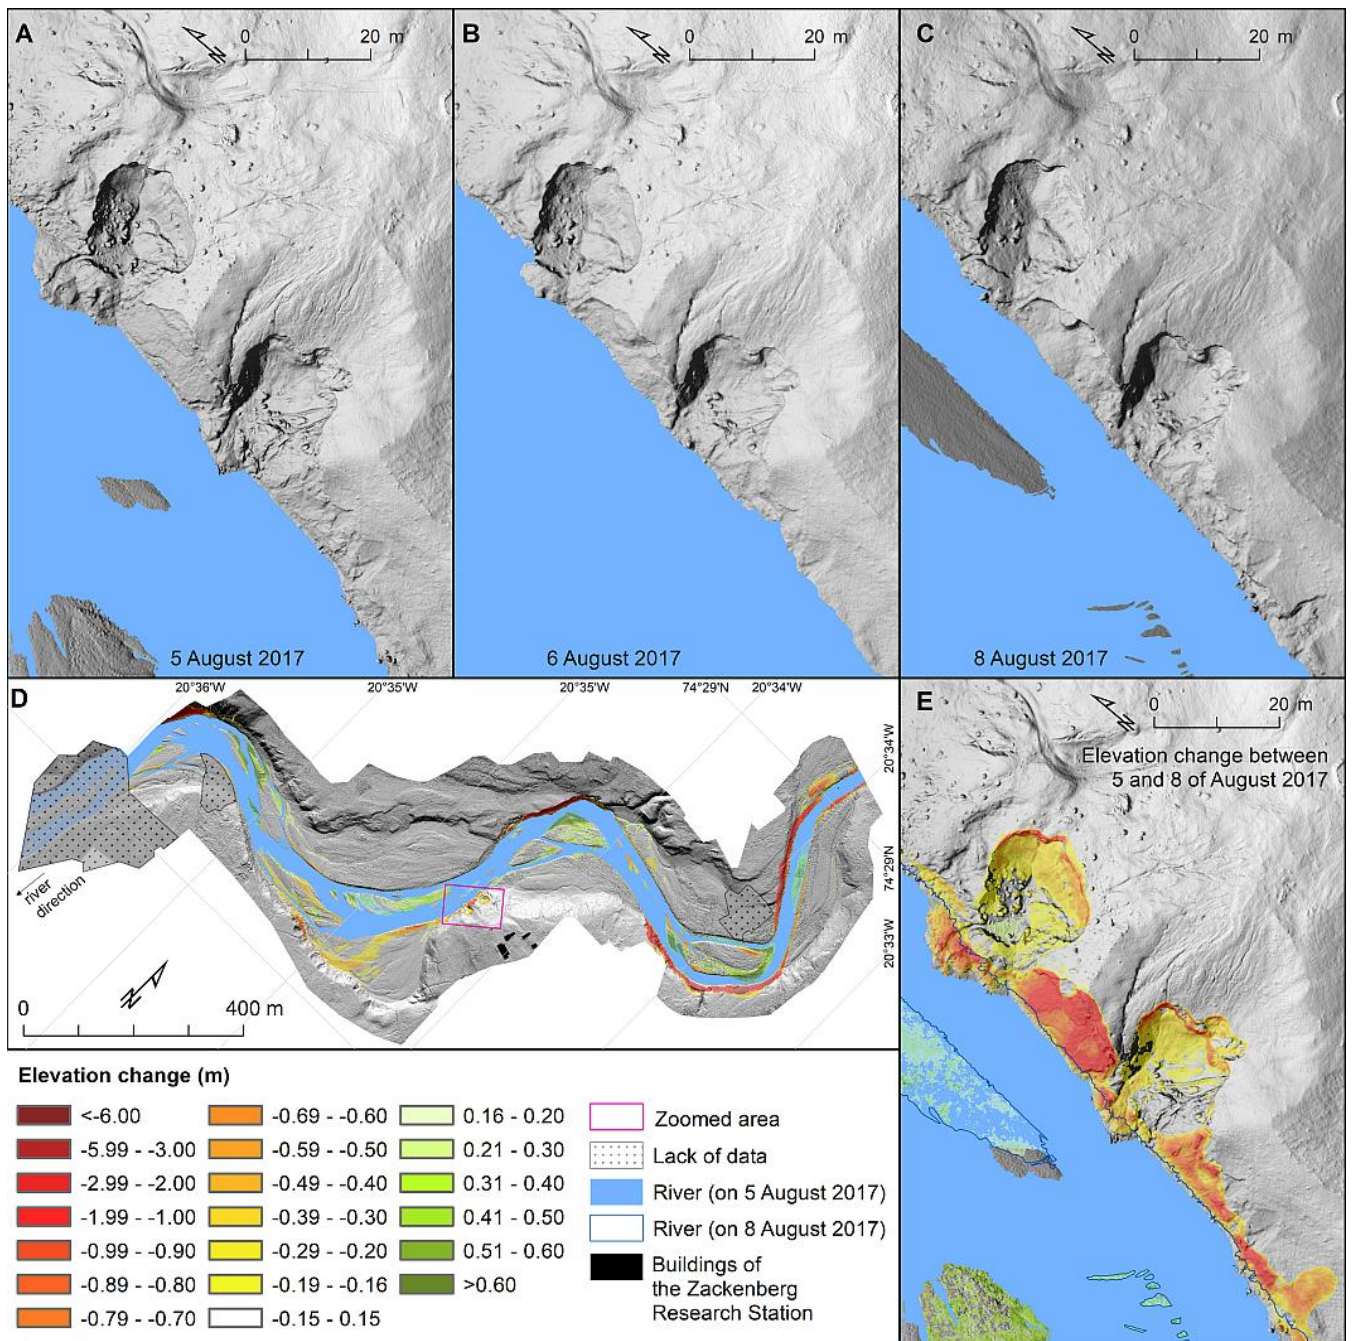 A
N
0 20 m
5 August 2017
B
N
0 20 m
6 August 2017
C
N
0 20 m
8 August 2017
D
20°36'W 20°35'W 20°35'W 74°29'N 20°34'W
20°34'W
74°29'N
20°33'W
river
direction
N
0 400 m
E
N
0 20 m
Elevation change between
5 and 8 of August 2017
Elevation change (m)
<-6.00
-5.99 - -3.00
-2.99 - -2.00
-1.99 - -1.00
-0.99 - -0.90
-0.89 - -0.80
-0.79 - -0.70
-0.69 - -0.60
-0.59 - -0.50
-0.49 - -0.40
-0.39 - -0.30
-0.29 - -0.20
-0.19 - -0.16
-0.15 - 0.15
0.16 - 0.20
0.21 - 0.30
0.31 - 0.40
0.41 - 0.50
0.51 - 0.60
>0.60
Zoomed area
Lack of data
River (on 5 August 2017)
River (on 8 August 2017)
Buildings of
the Zackenberg
Research Station